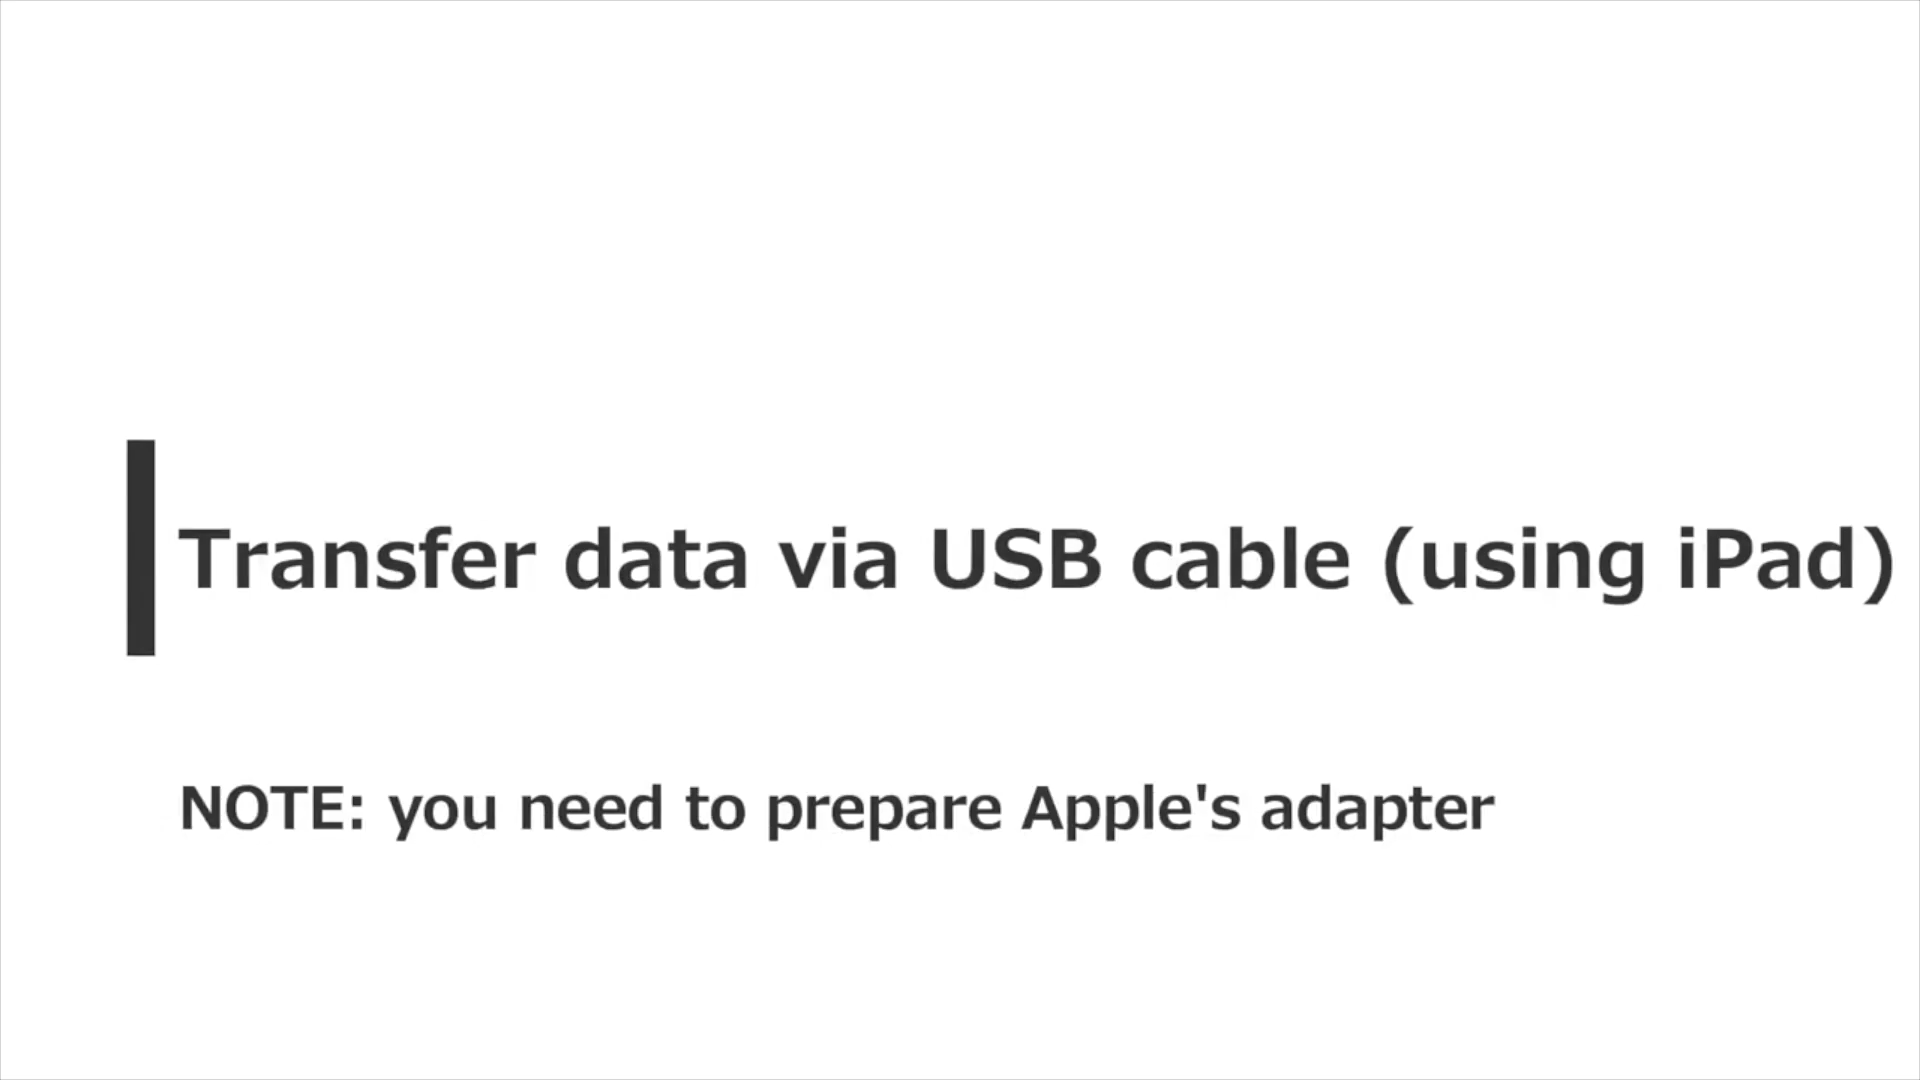 Transfer data via USB cable (using iPad)
NOTE: you need to prepare Apple's adapter